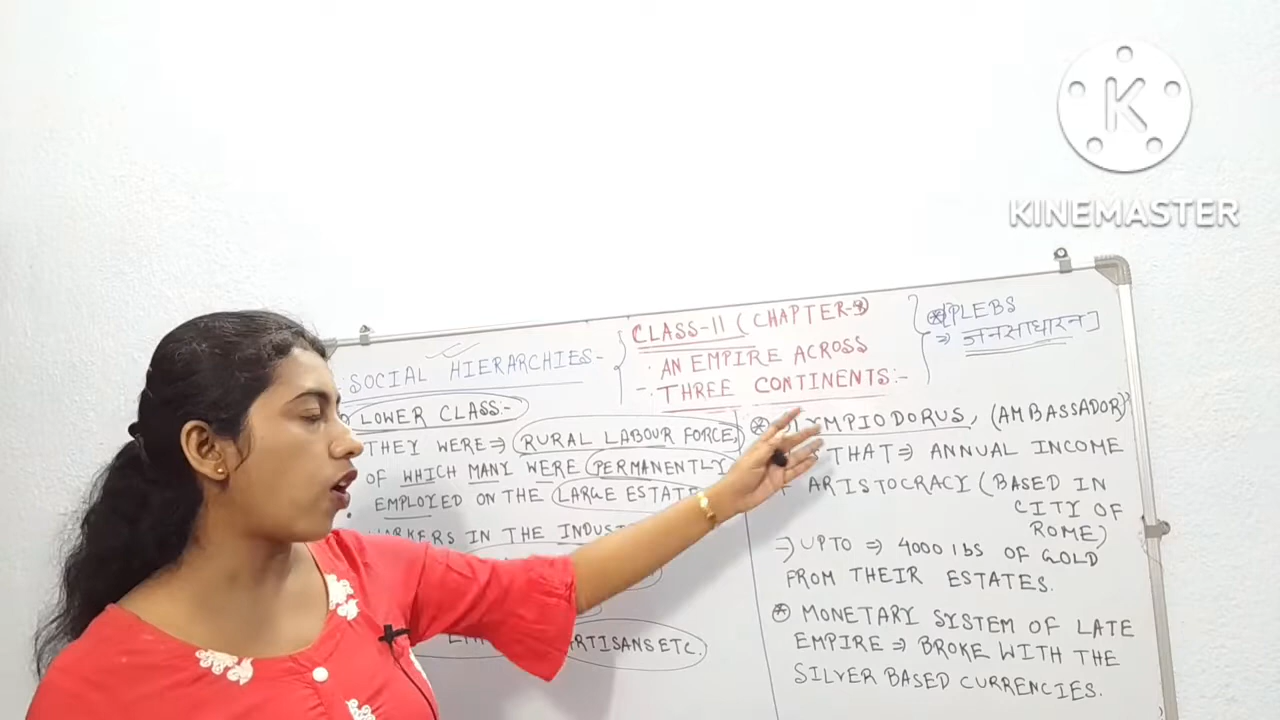 K
KINEMASTER
SOCIAL HIERARCHIES-
LOWER CLASS:-
THEY WERE ⇒ RURAL LABOUR FORCE,
OF WHICH MANY WERE PERMANENTLY
• EMPLOYED ON THE LARGE
IN THE
ARTISANS ETC.
CLASS-11 (CHAPTER-
• AN EMPIRE ACROSS
- • THREE CONTINENTS:-
PLEBS
⇒ जनसाधारन]
(AMBASSADOR)
THAT ⇒ ANNUAL INCOME
ARISTOCRACY (BASED IN
CITY OF
ROME)
⇒ UPTO ⇒ 4000 lbs OF GOLD
FROM THEIR ESTATES.
MONETARY SYSTEM OF LATE
EMPIRE ⇒ BROKE WITH THE
SILVER BASED CURRENCIES.